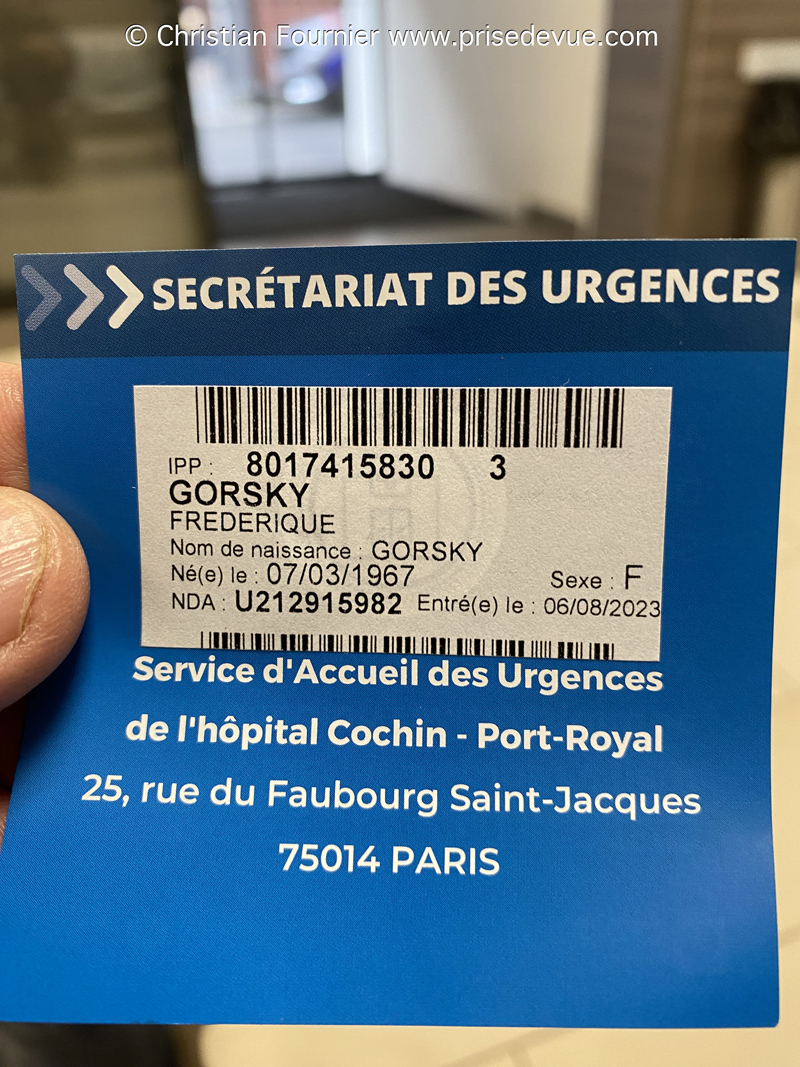 © Christian Fournier www.prisedevue.com
SECRÉTARIAT DES URGENCES
IPP : 8017415830 3
GORSKY
FREDERIQUE
Nom de naissance : GORSKY
Né(e) le : 07/03/1967 Sexe : F
NDA : U212915982 Entré(e) le : 06/08/2023
Service d'Accueil des Urgences
de l'hôpital Cochin - Port-Royal
25, rue du Faubourg Saint-Jacques
75014 PARIS